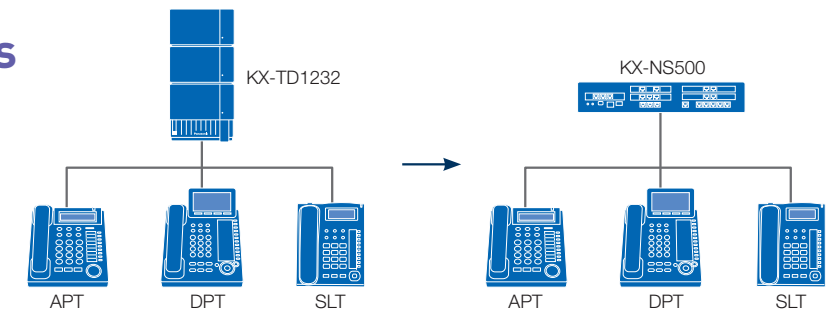 s
KX-TD1232
KX-NS500
APT
DPT
SLT
APT
DPT
SLT